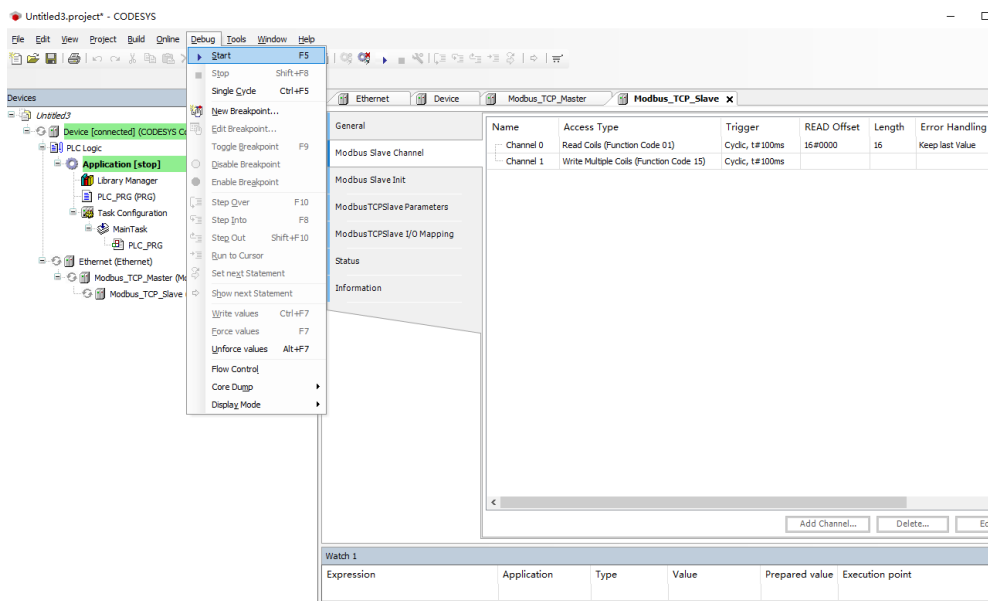 Untitled3.project* - CODESYS
File Edit View Project Build Online Debug Tools Window Help
Start F5
Stop Shift+F8
Single Cycle Ctrl+F5
New Breakpoint...
Edit Breakpoint...
Toggle Breakpoint F9
Disable Breakpoint
Enable Breakpoint
Step Over F10
Step Into F8
Step Out Shift+F10
Run to Cursor
Set next Statement
Show next Statement
Write values Ctrl+F7
Force values F7
Unforce values Alt+F7
Flow Control
Core Dump
Display Mode
Devices
Untitled3
Device [connected] (CODESYS Co
PLC Logic
Application [stop]
Library Manager
PLC_PRG (PRG)
Task Configuration
MainTask
PLC_PRG
Ethernet (Ethernet)
Modbus_TCP_Master (Mo
Modbus_TCP_Slave
Ethernet Device Modbus_TCP_Master Modbus_TCP_Slave
General
Modbus Slave Channel
Modbus Slave Init
ModbusTCPSlave Parameters
ModbusTCPSlave I/O Mapping
Status
Information
Name Access Type Trigger READ Offset Length Error Handling
Channel 0 Read Coils (Function Code 01) Cyclic, t#100ms 16#0000 16 Keep last Value
Channel 1 Write Multiple Coils (Function Code 15) Cyclic, t#100ms
Add Channel... Delete... Ed
Watch 1
Expression Application Type Value Prepared value Execution point